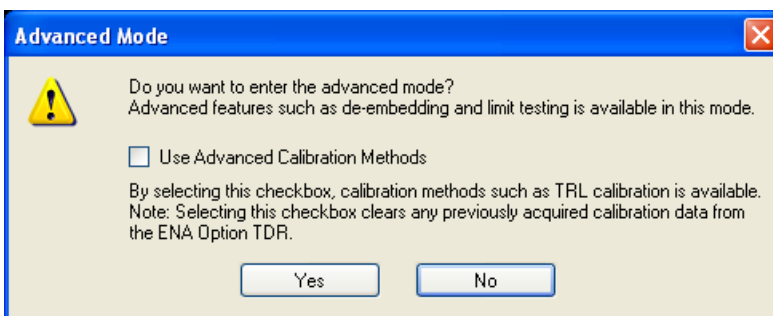 Advanced Mode
Do you want to enter the advanced mode?
Advanced features such as de-embedding and limit testing is available in this mode.
Use Advanced Calibration Methods
By selecting this checkbox, calibration methods such as TRL calibration is available.
Note: Selecting this checkbox clears any previously acquired calibration data from
the ENA Option TDR.
Yes
No